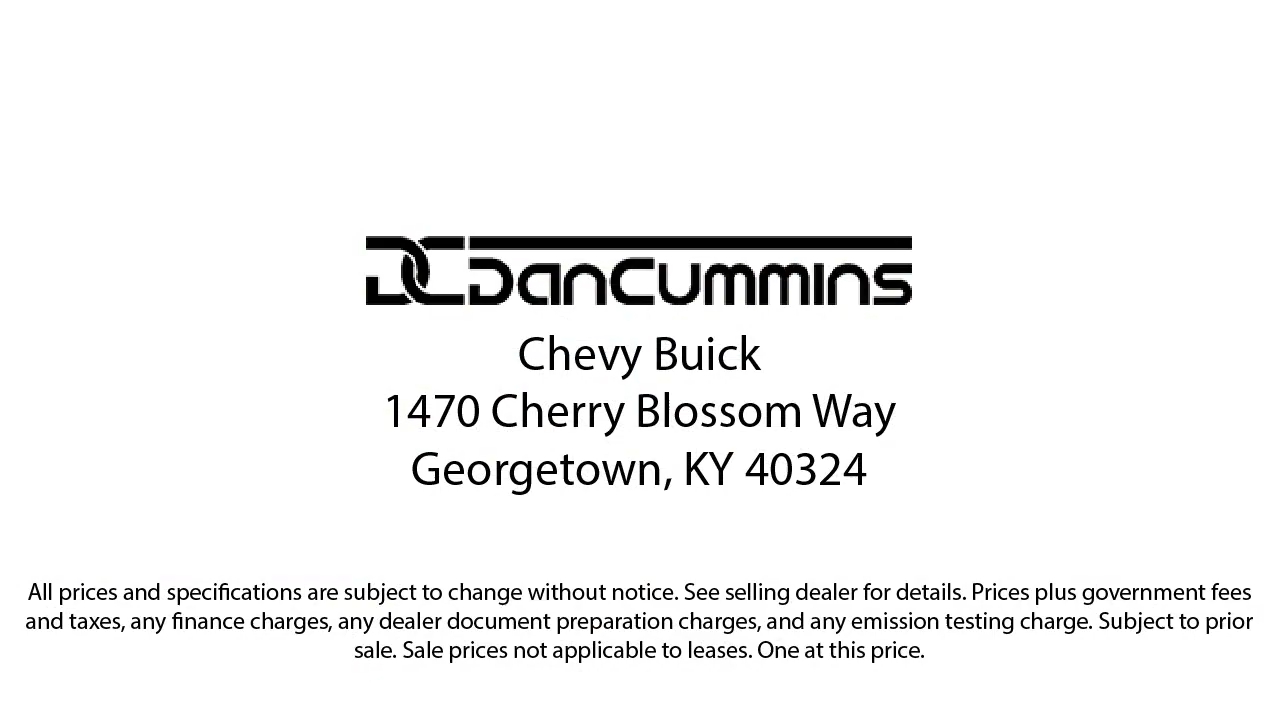 DC DanCummins
Chevy Buick
1470 Cherry Blossom Way
Georgetown, KY 40324
All prices and specifications are subject to change without notice. See selling dealer for details. Prices plus government fees
and taxes, any finance charges, any dealer document preparation charges, and any emission testing charge. Subject to prior
sale. Sale prices not applicable to leases. One at this price.